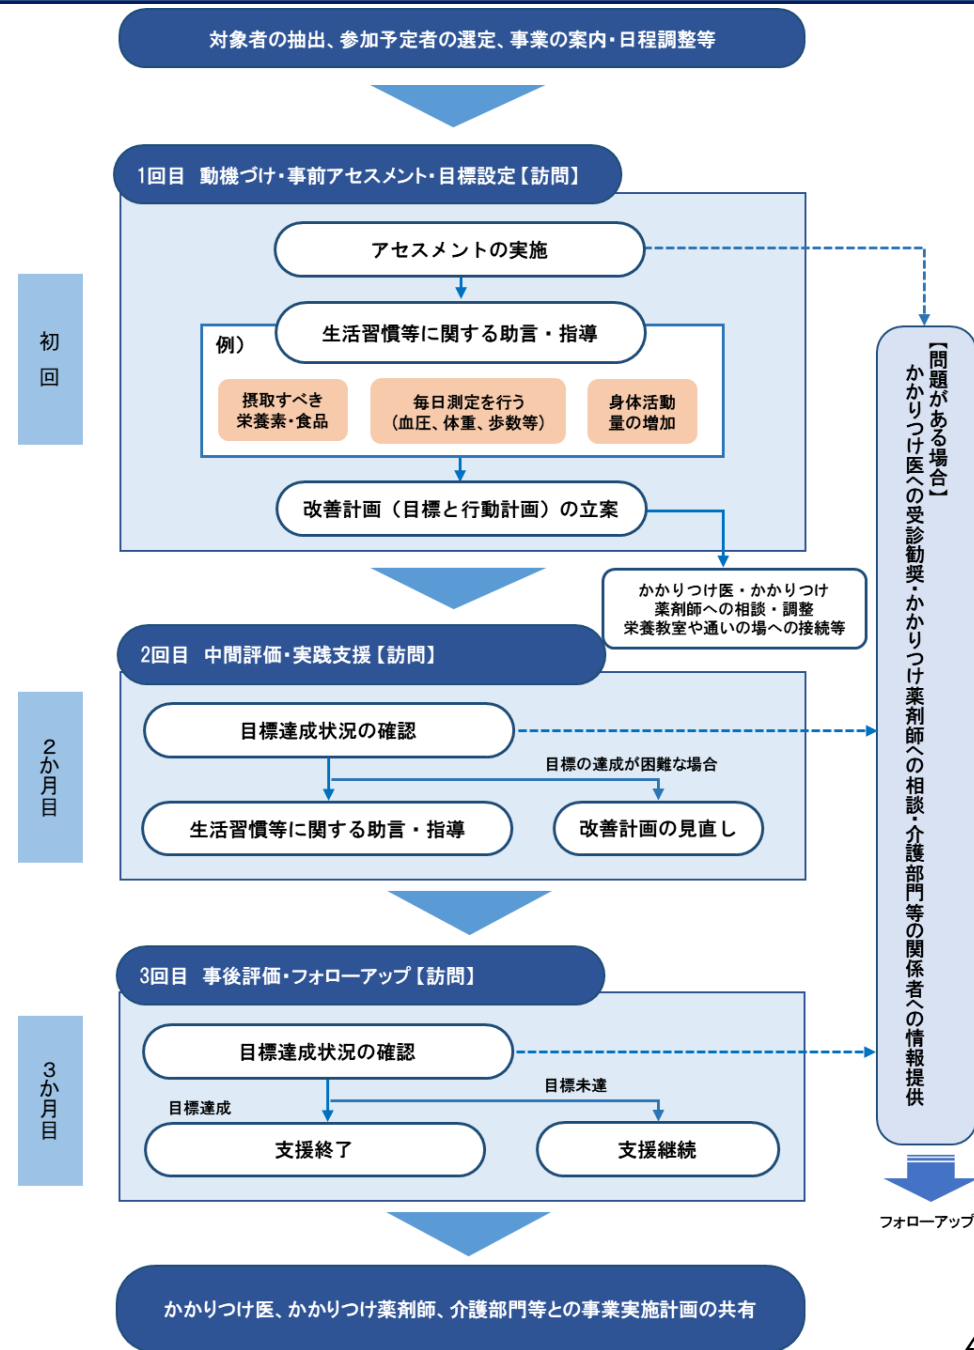 対象者の抽出、参加予定者の選定、事業の案内・日程調整等
1回目 動機づけ・事前アセスメント・目標設定【訪問】
初
回
アセスメントの実施
生活習慣等に関する助言・指導
例）
摂取すべき
栄養素・食品
毎日測定を行う
（血圧、体重、歩数等）
身体活動
量の増加
改善計画（目標と行動計画）の立案
かかりつけ医・かかりつけ
薬剤師への相談・調整
栄養教室や通いの場への接続等
2回目 中間評価・実践支援【訪問】
2か月目
目標達成状況の確認
目標の達成が困難な場合
生活習慣等に関する助言・指導
改善計画の見直し
3回目 事後評価・フォローアップ【訪問】
3か月目
目標達成状況の確認
目標未達
目標達成
支援終了
支援継続
【問題がある場合】
かかりつけ医への受診勧奨・かかりつけ薬剤師への相談・介護部門等の関係者への情報提供
フォローアップ
かかりつけ医、かかりつけ薬剤師、介護部門等との事業実施計画の共有